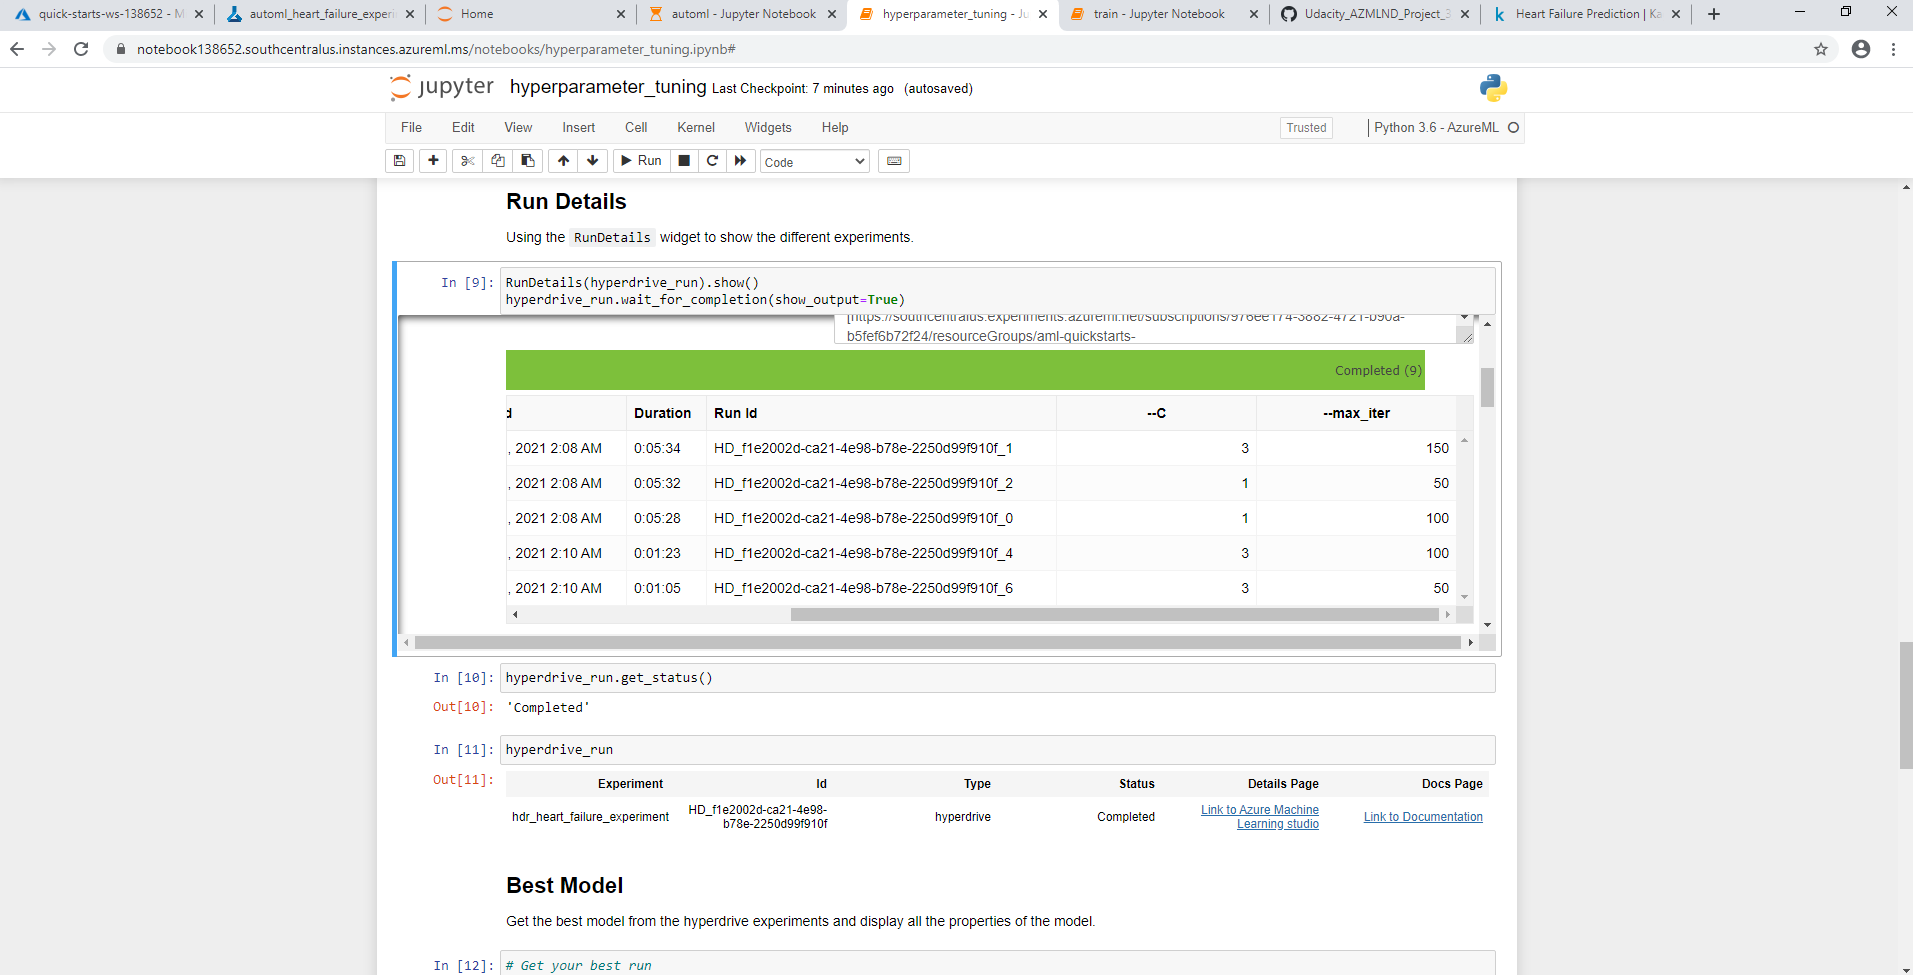 quick-starts-ws-138652 - M
automl_heart_failure_experi
Home
automl - Jupyter Notebook
hyperparameter_tuning - Ju
train - Jupyter Notebook
Udacity_AZMLND_Project_3
Heart Failure Prediction | Ka
notebook138652.southcentralus.instances.azureml.ms/notebooks/hyperparameter_tuning.ipynb#
jupyter hyperparameter_tuning Last Checkpoint: 7 minutes ago (autosaved)
File Edit View Insert Cell Kernel Widgets Help Trusted Python 3.6 - AzureML
Run Code
Run Details
Using the RunDetails widget to show the different experiments.
In [9]: RunDetails(hyperdrive_run).show()
hyperdrive_run.wait_for_completion(show_output=True)
[https://southcentralus.experiments.azureml.net/subscriptions/976ee174-3882-4721-b90a-
b5fef6b72f24/resourceGroups/aml-quickstarts-
Completed (9)
d Duration Run Id --C --max_iter
, 2021 2:08 AM 0:05:34 HD_f1e2002d-ca21-4e98-b78e-2250d99f910f_1 3 150
, 2021 2:08 AM 0:05:32 HD_f1e2002d-ca21-4e98-b78e-2250d99f910f_2 1 50
, 2021 2:08 AM 0:05:28 HD_f1e2002d-ca21-4e98-b78e-2250d99f910f_0 1 100
, 2021 2:10 AM 0:01:23 HD_f1e2002d-ca21-4e98-b78e-2250d99f910f_4 3 100
, 2021 2:10 AM 0:01:05 HD_f1e2002d-ca21-4e98-b78e-2250d99f910f_6 3 50
In [10]: hyperdrive_run.get_status()
Out[10]: 'Completed'
In [11]: hyperdrive_run
Out[11]: Experiment Id Type Status Details Page Docs Page
hdr_heart_failure_experiment HD_f1e2002d-ca21-4e98- hyperdrive Completed Link to Azure Machine Link to Documentation
b78e-2250d99f910f Learning studio
Best Model
Get the best model from the hyperdrive experiments and display all the properties of the model.
In [12]: # Get your best run